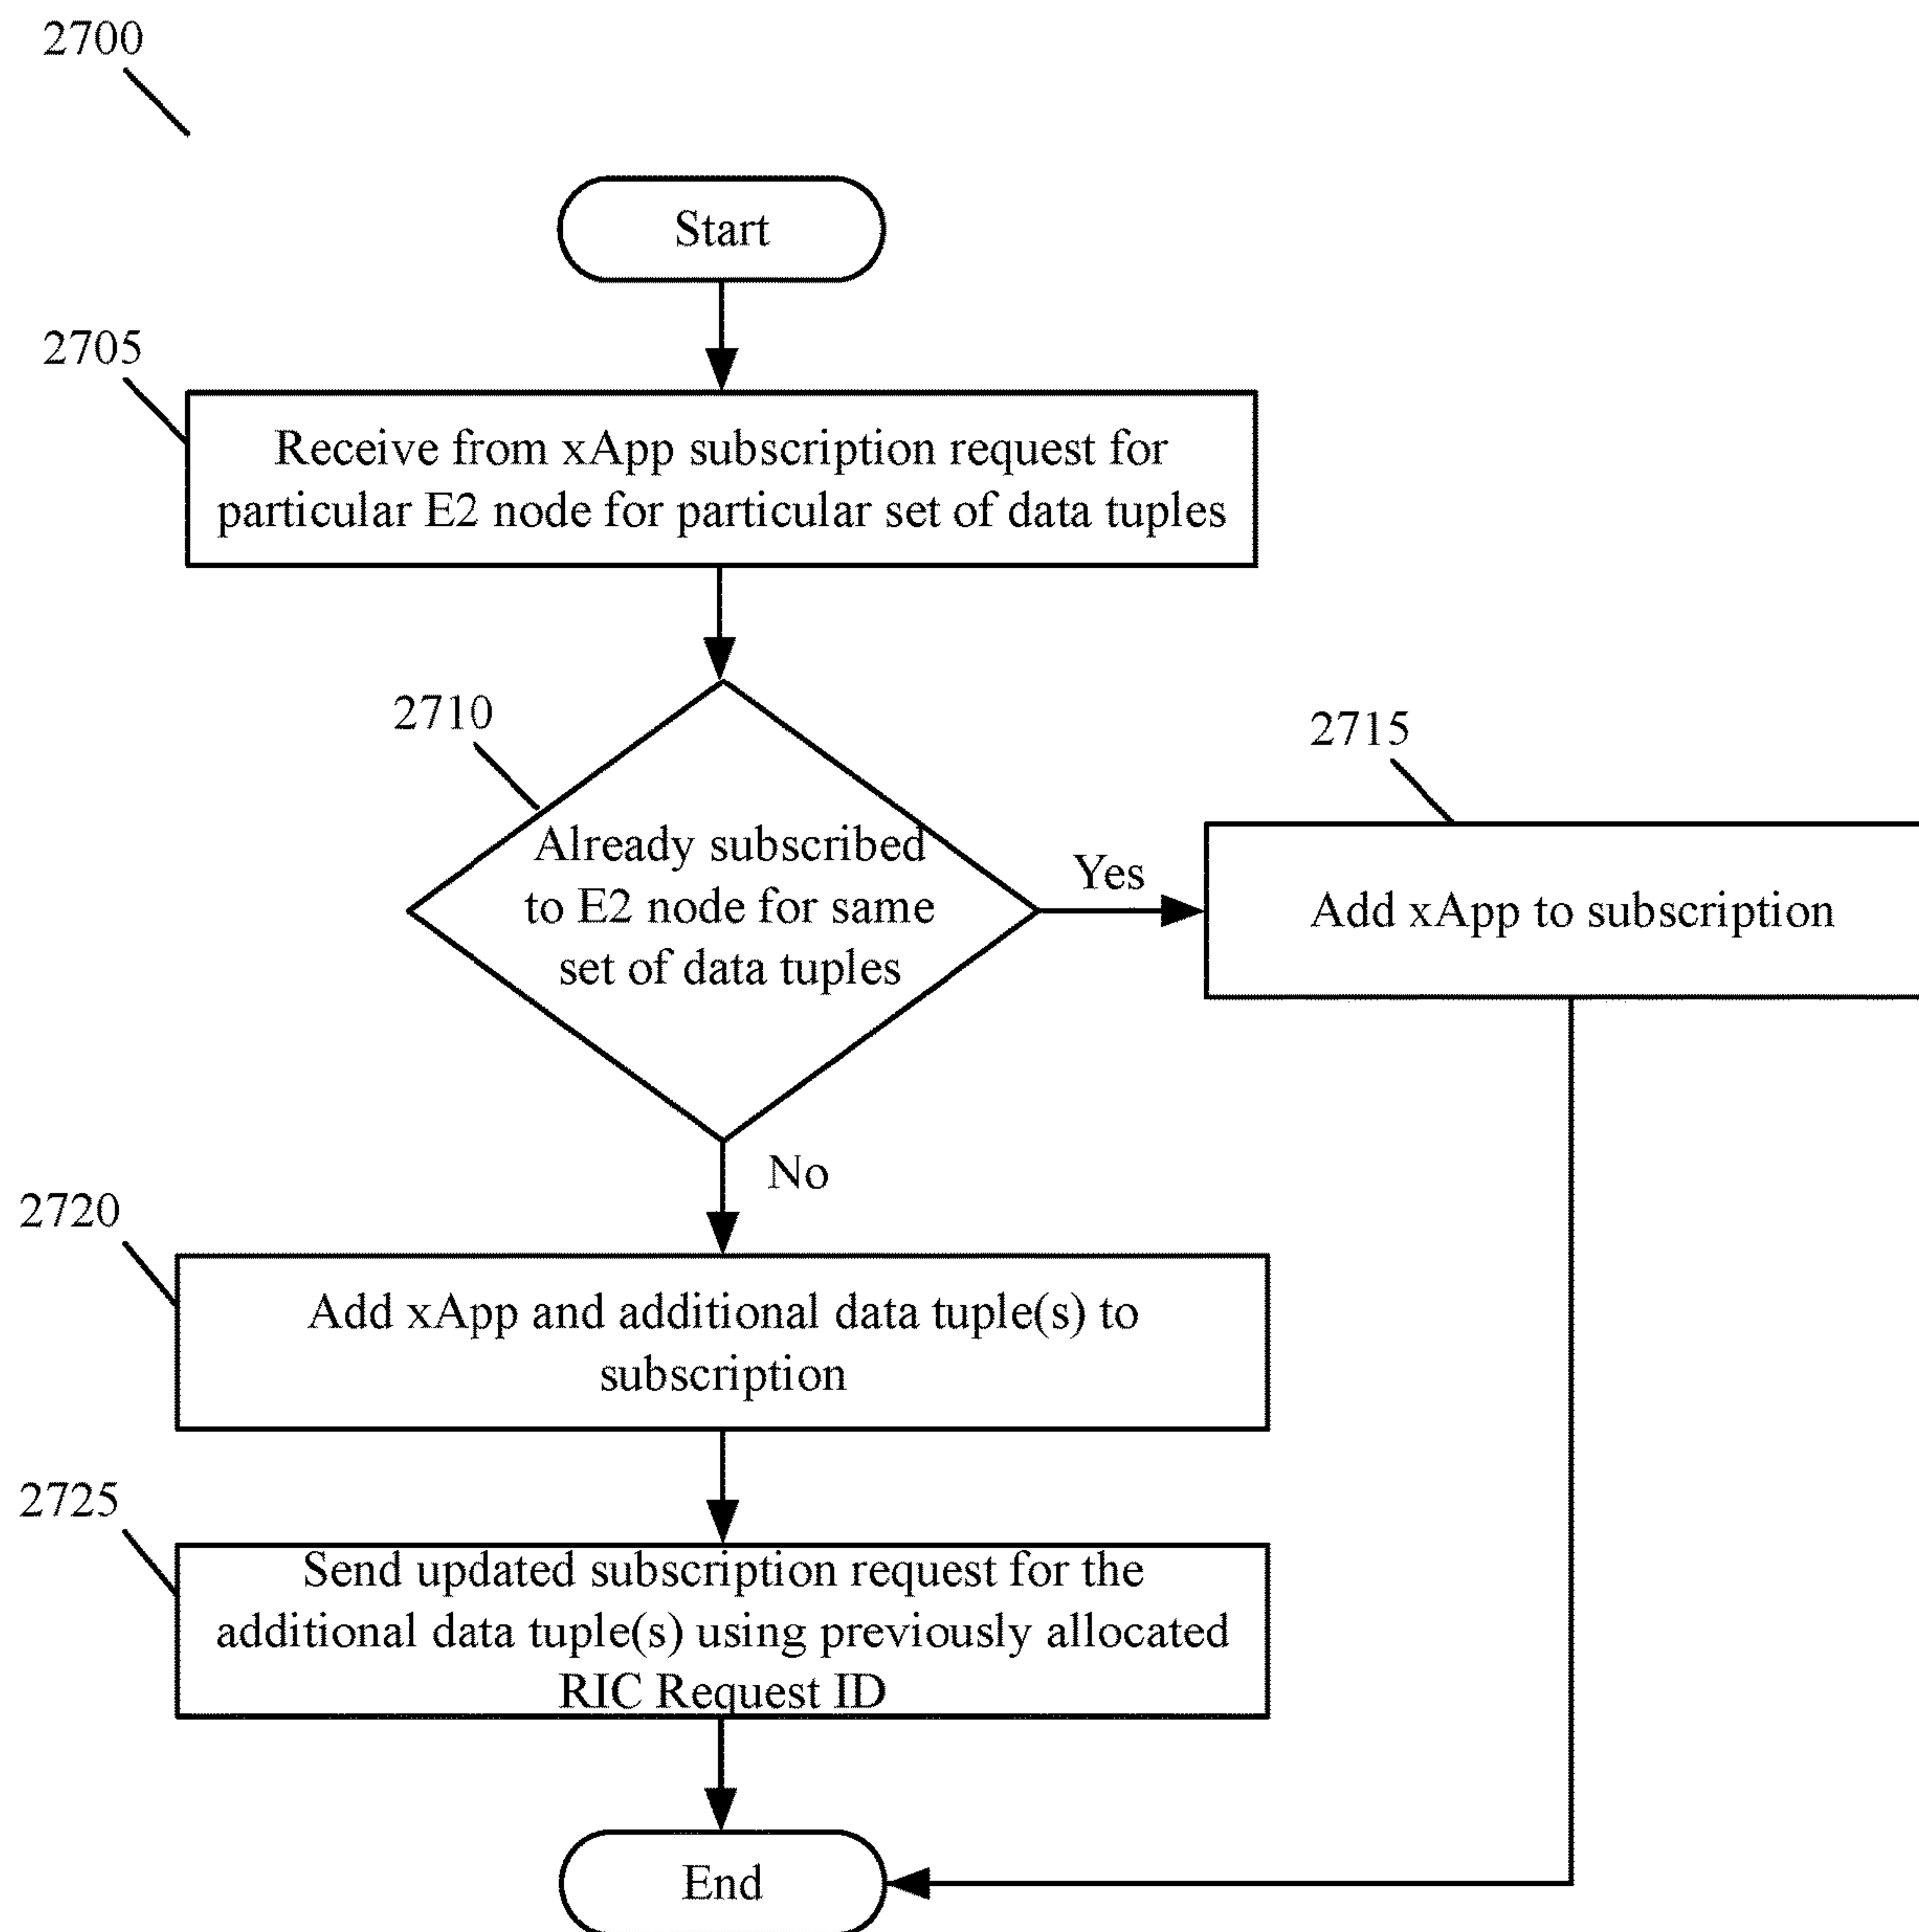 2700
Start
2705
Receive from xApp subscription request for
particular E2 node for particular set of data tuples
2710
Already subscribed
to E2 node for same
set of data tuples
Yes
2715
Add xApp to subscription
No
2720
Add xApp and additional data tuple(s) to
subscription
2725
Send updated subscription request for the
additional data tuple(s) using previously allocated
RIC Request ID
End